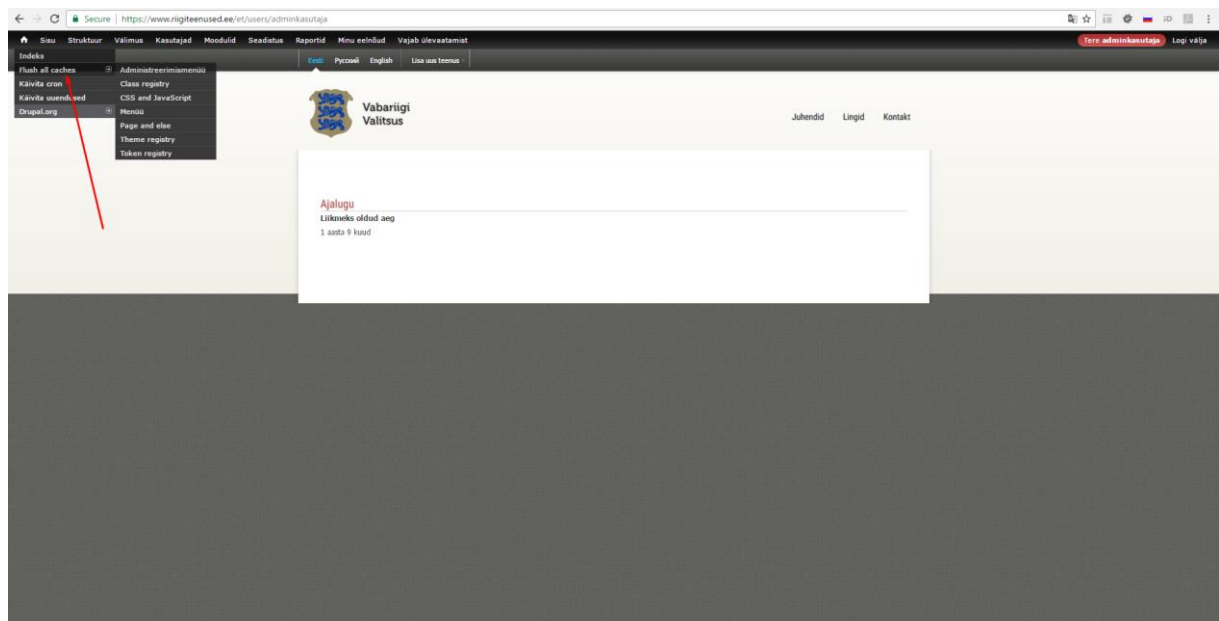 Secure | https://www.riigiteenused.ee/et/users/adminkasutaja
Sisu Struktuur Välimus Kasutajad Moodulid Seadistus Raportid Minu eelnõud Vajab ülevaatamist Tere adminkasutaja Logi välja
Indeks
Flush all caches
Käivita cron
Käivita uuendused
Drupal.org
Administreerimismenüü
Class registry
CSS and JavaScript
Menüü
Page and else
Theme registry
Token registry
Eesti Русский English Lisa uus teenus
Vabariigi
Valitsus
Juhendid Lingid Kontakt
Ajalugu
Liikmeks oldud aeg
1 aasta 9 kuud